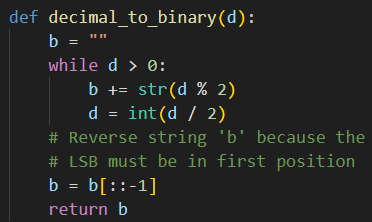 def decimal_to_binary(d):
    b = ""
    while d > 0:
        b += str(d % 2)
        d = int(d / 2)
    # Reverse string 'b' because the
    # LSB must be in first position
    b = b[::-1]
    return b